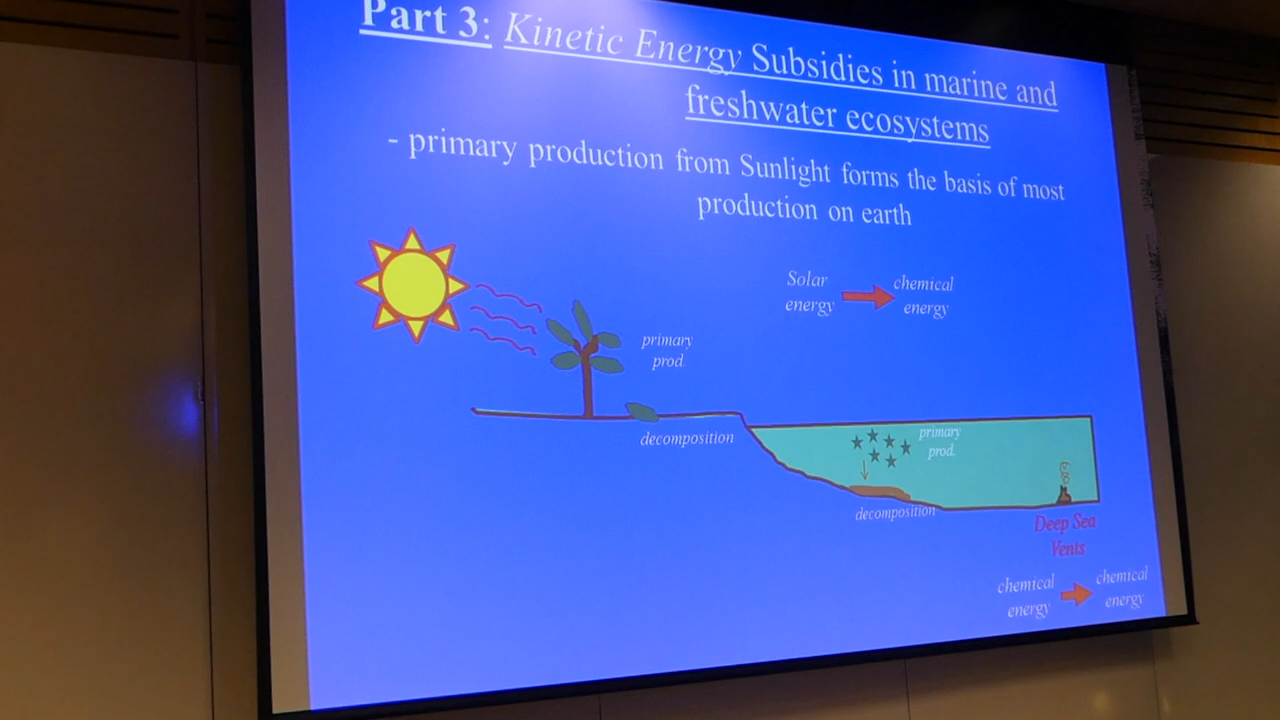 Part 3: Kinetic Energy Subsidies in marine and
freshwater ecosystems
- primary production from Sunlight forms the basis of most
production on earth
Solar
energy
chemical
energy
primary
prod.
decomposition
primary
prod.
decomposition
Deep Sea
Vents
chemical
energy
chemical
energy